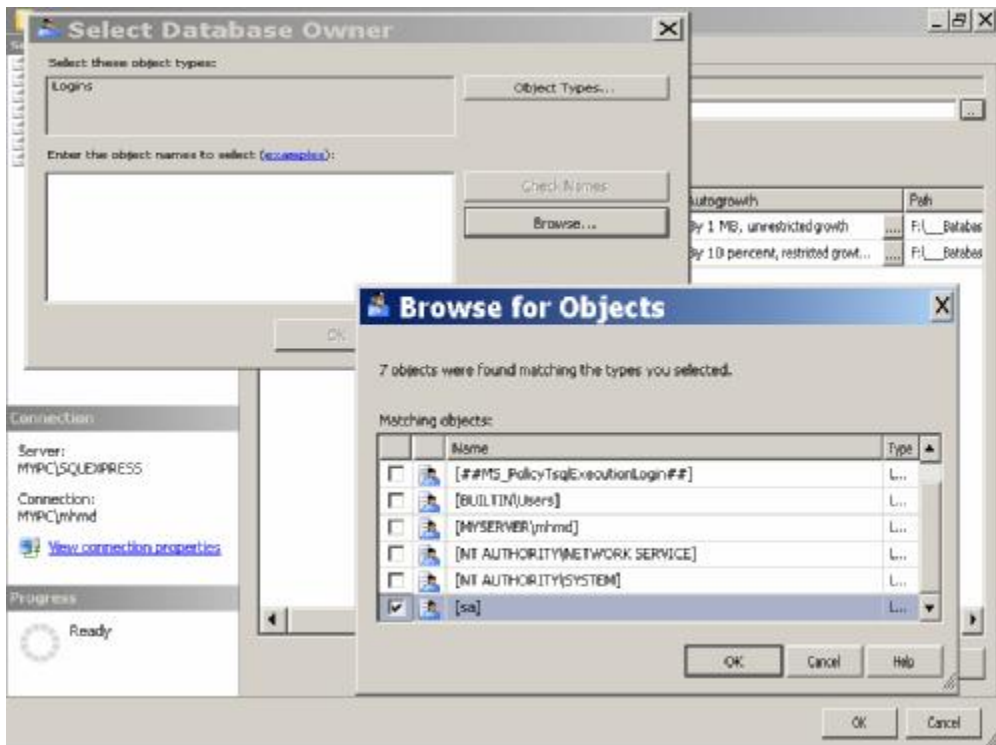 Select Database Owner
Select these object types:
Logins
Object Types...
Enter the object names to select (examples):
Check Names
Browse...
OK
Autogrowth
Path
By 1 MB, unrestricted growth
....
F:\___Databas
By 10 percent, restricted growt...
....
F:\___Databas
Browse for Objects
7 objects were found matching the types you selected.
Matching objects:
Name
Type
[##MS_PolicyTsqlExecutionLogin##]
L...
[BUILTIN\Users]
L...
[MYSERVER\mhmd]
L...
[NT AUTHORITY\NETWORK SERVICE]
L...
[NT AUTHORITY\SYSTEM]
L...
[sa]
L...
OK
Cancel
Help
Connection
Server:
MYPC\SQLEXPRESS
Connection:
MYPC\mhmd
View connection properties
Progress
Ready
OK
Cancel